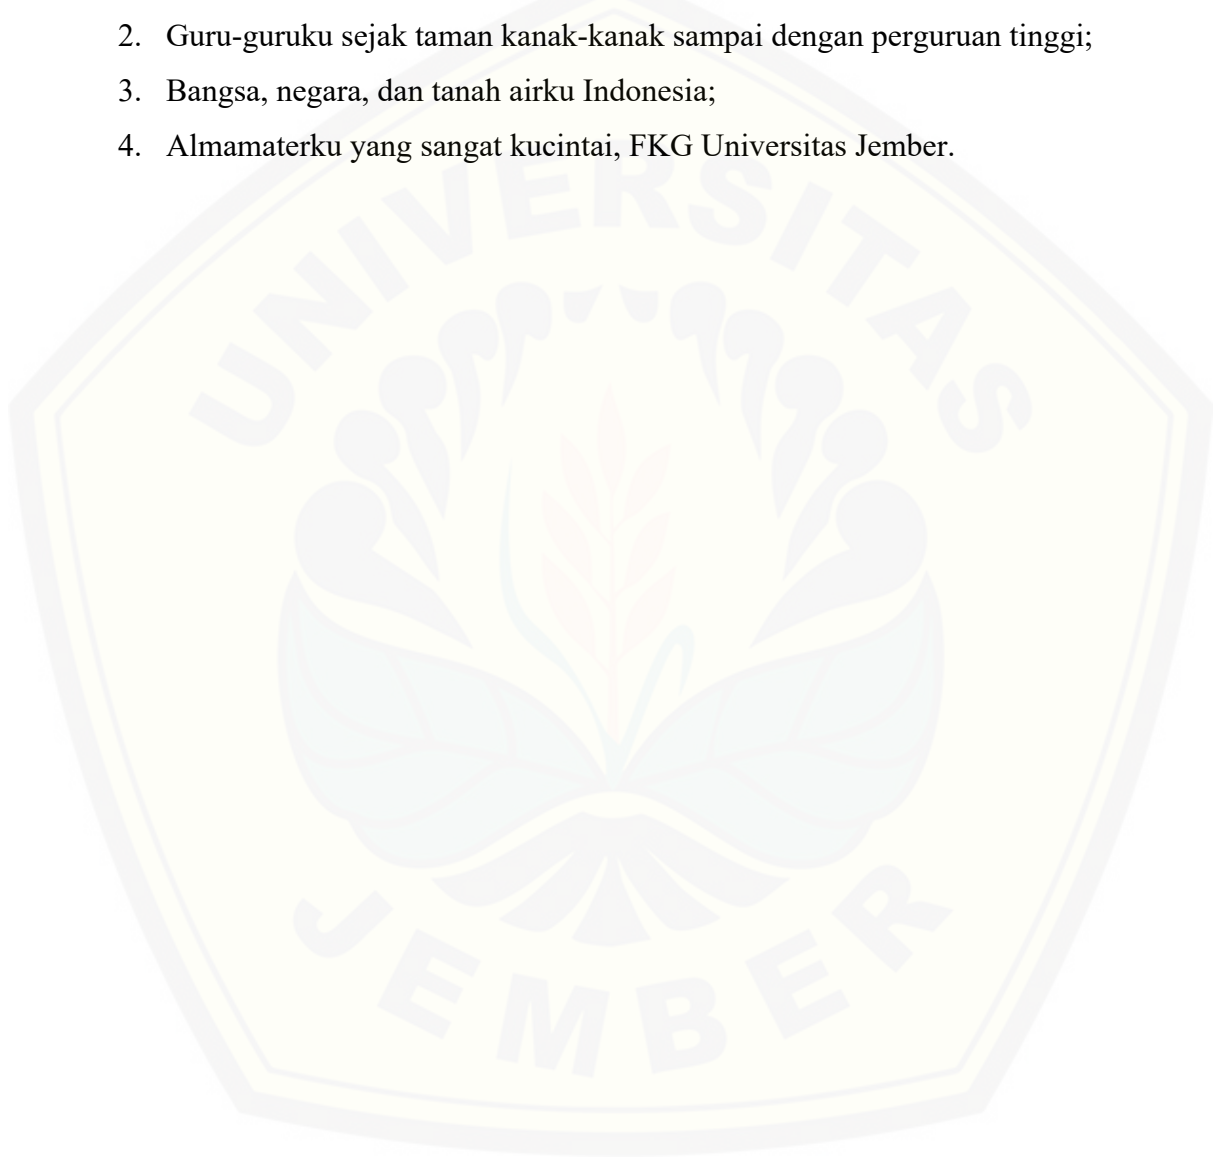 2. Guru-guruku sejak taman kanak-kanak sampai dengan perguruan tinggi;
3. Bangsa, negara, dan tanah airku Indonesia;
4. Almamaterku yang sangat kucintai, FKG Universitas Jember.
UNIVERSITAS
JEMBER